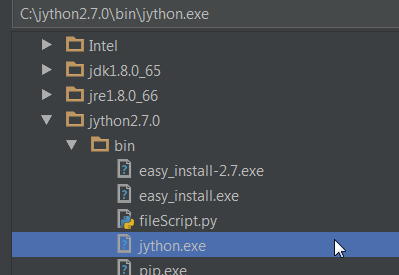 C:\jython2.7.0\bin\jython.exe
Intel
jdk1.8.0_65
jre1.8.0_66
jython2.7.0
bin
easy_install-2.7.exe
easy_install.exe
fileScript.py
jython.exe
pip.exe